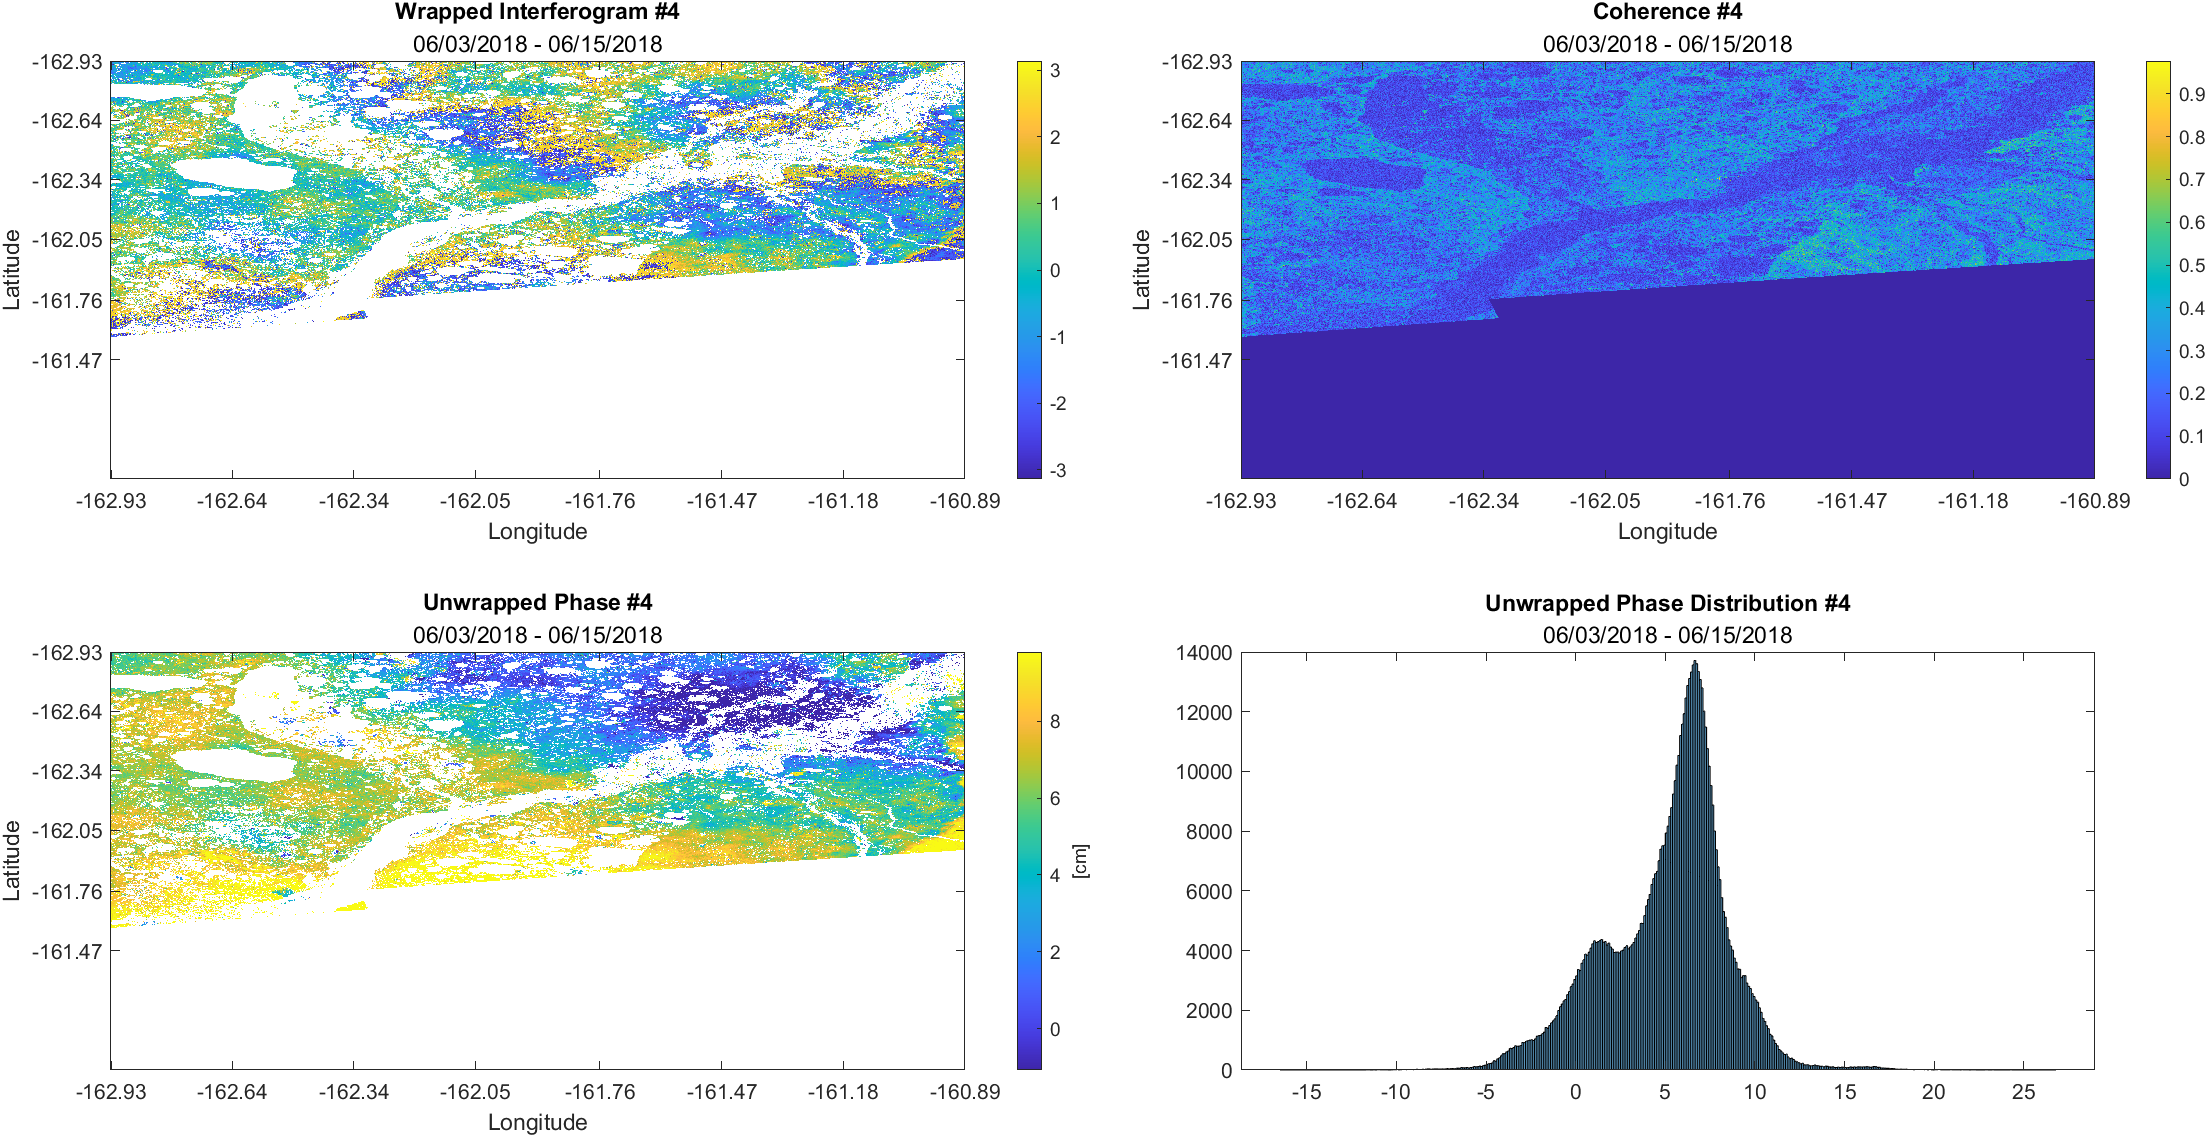 Wrapped Interferogram #4
06/03/2018 - 06/15/2018
-162.93
-162.64
-162.34
-162.05
-161.76
-161.47
Latitude
-162.93 -162.64 -162.34 -162.05 -161.76 -161.47 -161.18 -160.89
Longitude
3
2
1
0
-1
-2
-3
Coherence #4
06/03/2018 - 06/15/2018
-162.93
-162.64
-162.34
-162.05
-161.76
-161.47
Latitude
-162.93 -162.64 -162.34 -162.05 -161.76 -161.47 -161.18 -160.89
Longitude
0.9
0.8
0.7
0.6
0.5
0.4
0.3
0.2
0.1
0
Unwrapped Phase #4
06/03/2018 - 06/15/2018
-162.93
-162.64
-162.34
-162.05
-161.76
-161.47
Latitude
-162.93 -162.64 -162.34 -162.05 -161.76 -161.47 -161.18 -160.89
Longitude
8
6
4
2
0
[cm]
Unwrapped Phase Distribution #4
06/03/2018 - 06/15/2018
14000
12000
10000
8000
6000
4000
2000
0
-15 -10 -5 0 5 10 15 20 25